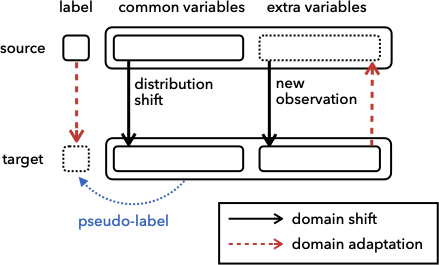 label common variables extra variables
source
distribution
shift
new
observation
target
pseudo-label
domain shift
domain adaptation